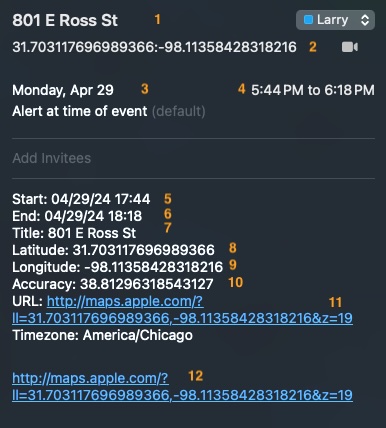 801 E Ross St 1 Larry
31.703117696989366:-98.11358428318216 2
Monday, Apr 29 3 4 5:44 PM to 6:18 PM
Alert at time of event (default)
Add Invitees
Start: 04/29/24 17:44 5
End: 04/29/24 18:18 6
Title: 801 E Ross St 7
Latitude: 31.703117696989366 8
Longitude: -98.11358428318216 9
Accuracy: 38.81296318543127 10
URL: http://maps.apple.com/? 11
ll=31.703117696989366,-98.11358428318216&z=19
Timezone: America/Chicago
http://maps.apple.com/? 12
ll=31.703117696989366,-98.11358428318216&z=19